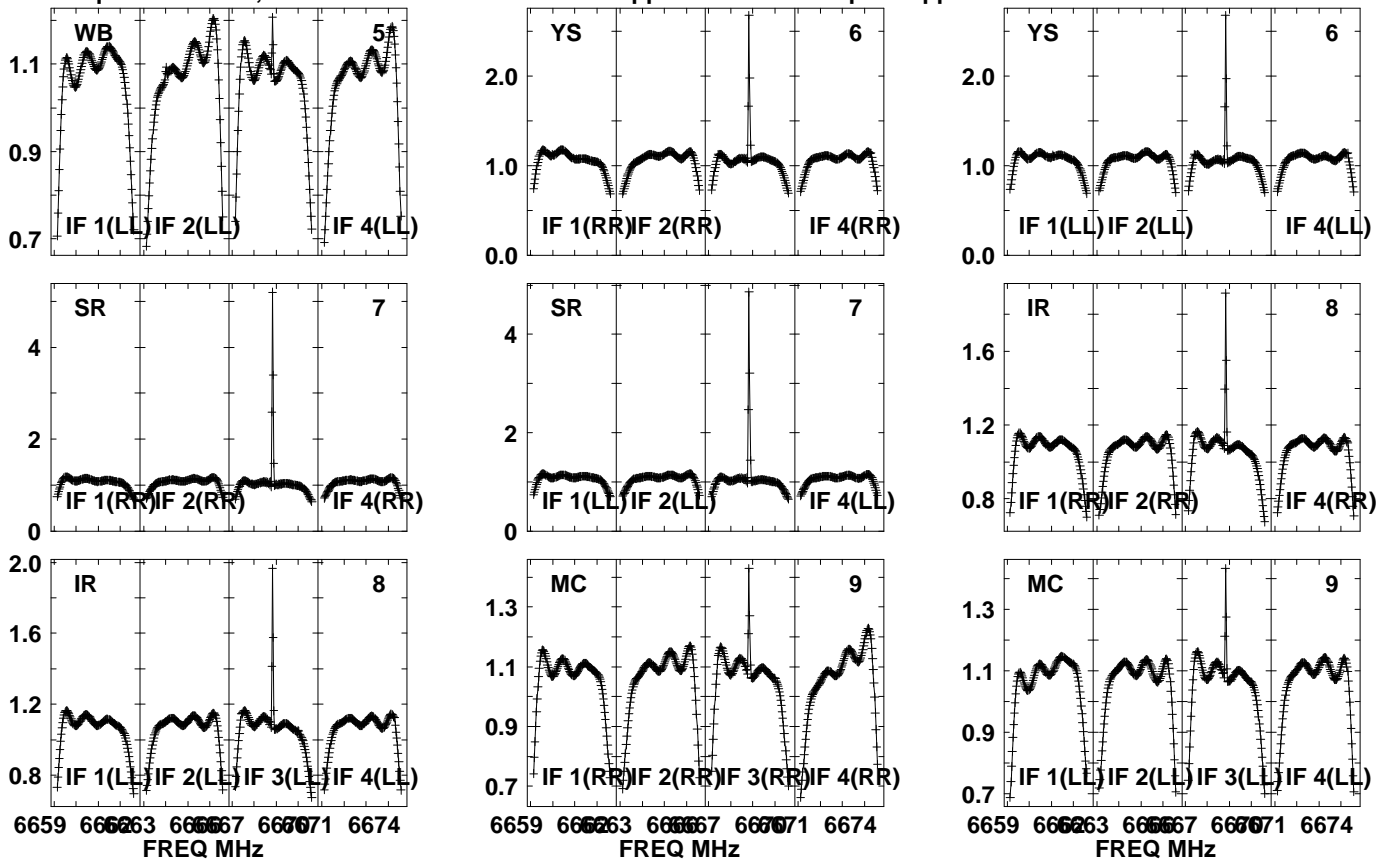 WB 5
1.1
0.9
0.7
IF 1(LL) IF 2(LL) IF 4(LL)
YS 6
2.0
1.0
0.0
IF 1(RR) IF 2(RR) IF 4(RR)
YS 6
2.0
1.0
0.0
IF 1(LL) IF 2(LL) IF 4(LL)
SR 7
4
2
0
IF 1(RR) IF 2(RR) IF 4(RR)
SR 7
4
2
0
IF 1(LL) IF 2(LL) IF 4(LL)
IR 8
1.6
1.2
0.8
IF 1(RR) IF 2(RR) IF 4(RR)
IR 8
2.0
1.6
1.2
0.8
IF 1(LL) IF 2(LL) IF 3(LL) IF 4(LL)
6659 6674
FREQ MHz
MC 9
1.3
1.1
0.9
0.7
IF 1(RR) IF 2(RR) IF 3(RR) IF 4(RR)
6659 6674
FREQ MHz
MC 9
1.3
1.1
0.9
0.7
IF 1(LL) IF 2(LL) IF 3(LL) IF 4(LL)
6659 6674
FREQ MHz